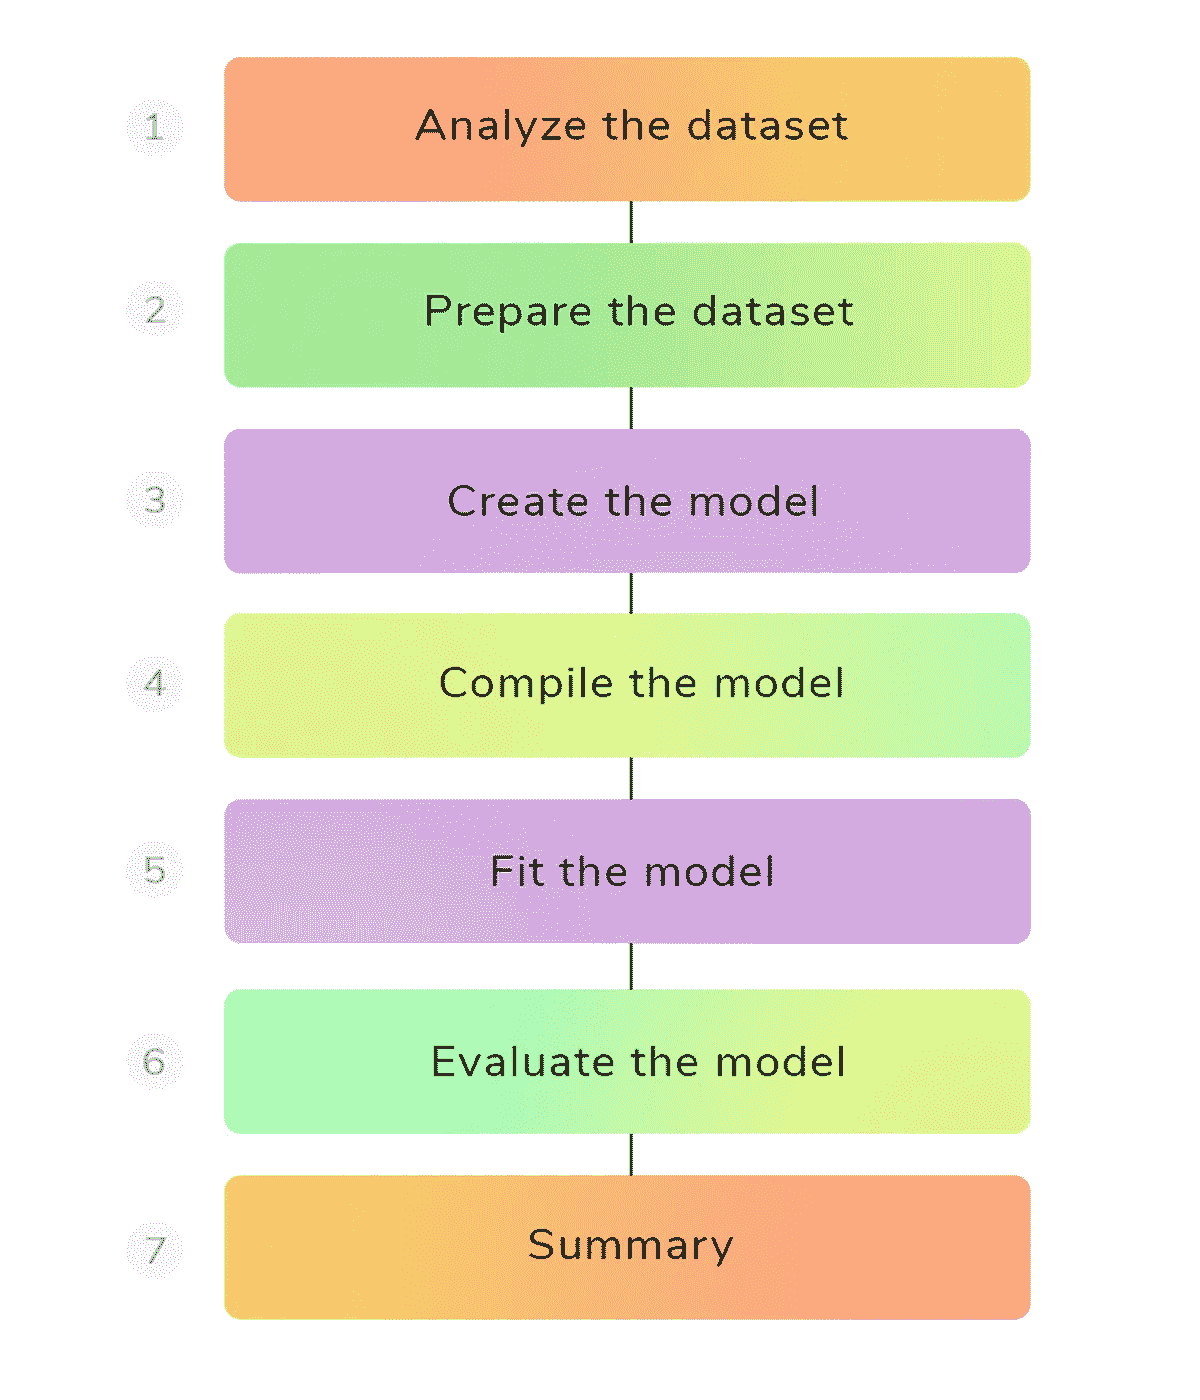 1 Analyze the dataset
2 Prepare the dataset
3 Create the model
4 Compile the model
5 Fit the model
6 Evaluate the model
7 Summary